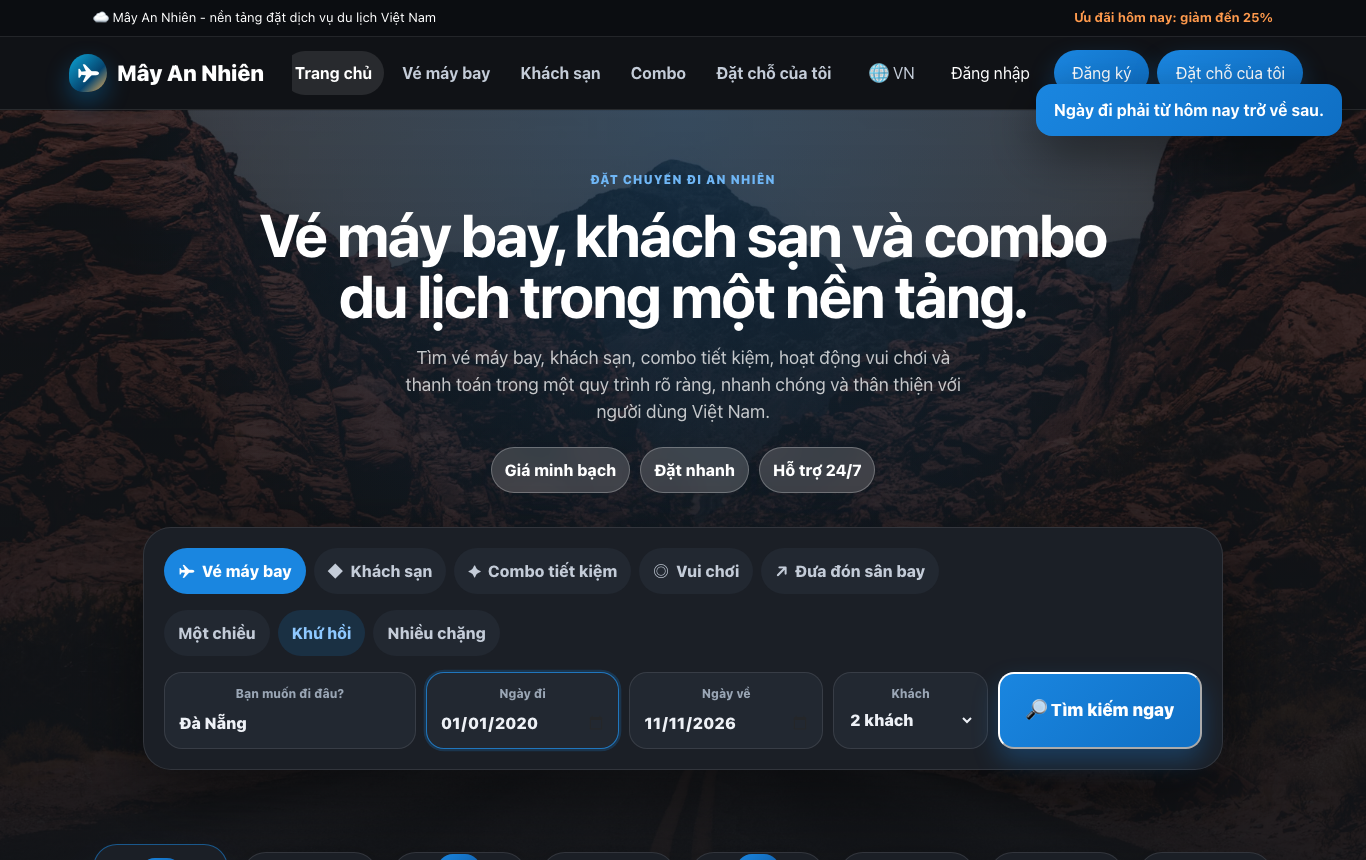 ☁️ Mây An Nhiên - nền tảng đặt dịch vụ du lịch Việt Nam
Ưu đãi hôm nay: giảm đến 25%
Mây An Nhiên
Trang chủ
Vé máy bay
Khách sạn
Combo
Đặt chỗ của tôi
🌐 VN
Đăng nhập
Đăng ký
Đặt chỗ của tôi
Ngày đi phải từ hôm nay trở về sau.
ĐẶT CHUYẾN ĐI AN NHIÊN
Vé máy bay, khách sạn và combo
du lịch trong một nền tảng.
Tìm vé máy bay, khách sạn, combo tiết kiệm, hoạt động vui chơi và
thanh toán trong một quy trình rõ ràng, nhanh chóng và thân thiện với
người dùng Việt Nam.
Giá minh bạch
Đặt nhanh
Hỗ trợ 24/7
✈ Vé máy bay
◆ Khách sạn
✦ Combo tiết kiệm
◎ Vui chơi
↗ Đưa đón sân bay
Một chiều
Khứ hồi
Nhiều chặng
Bạn muốn đi đâu?
Đà Nẵng
Ngày đi
01/01/2020
Ngày về
11/11/2026
Khách
2 khách
🔎 Tìm kiếm ngay